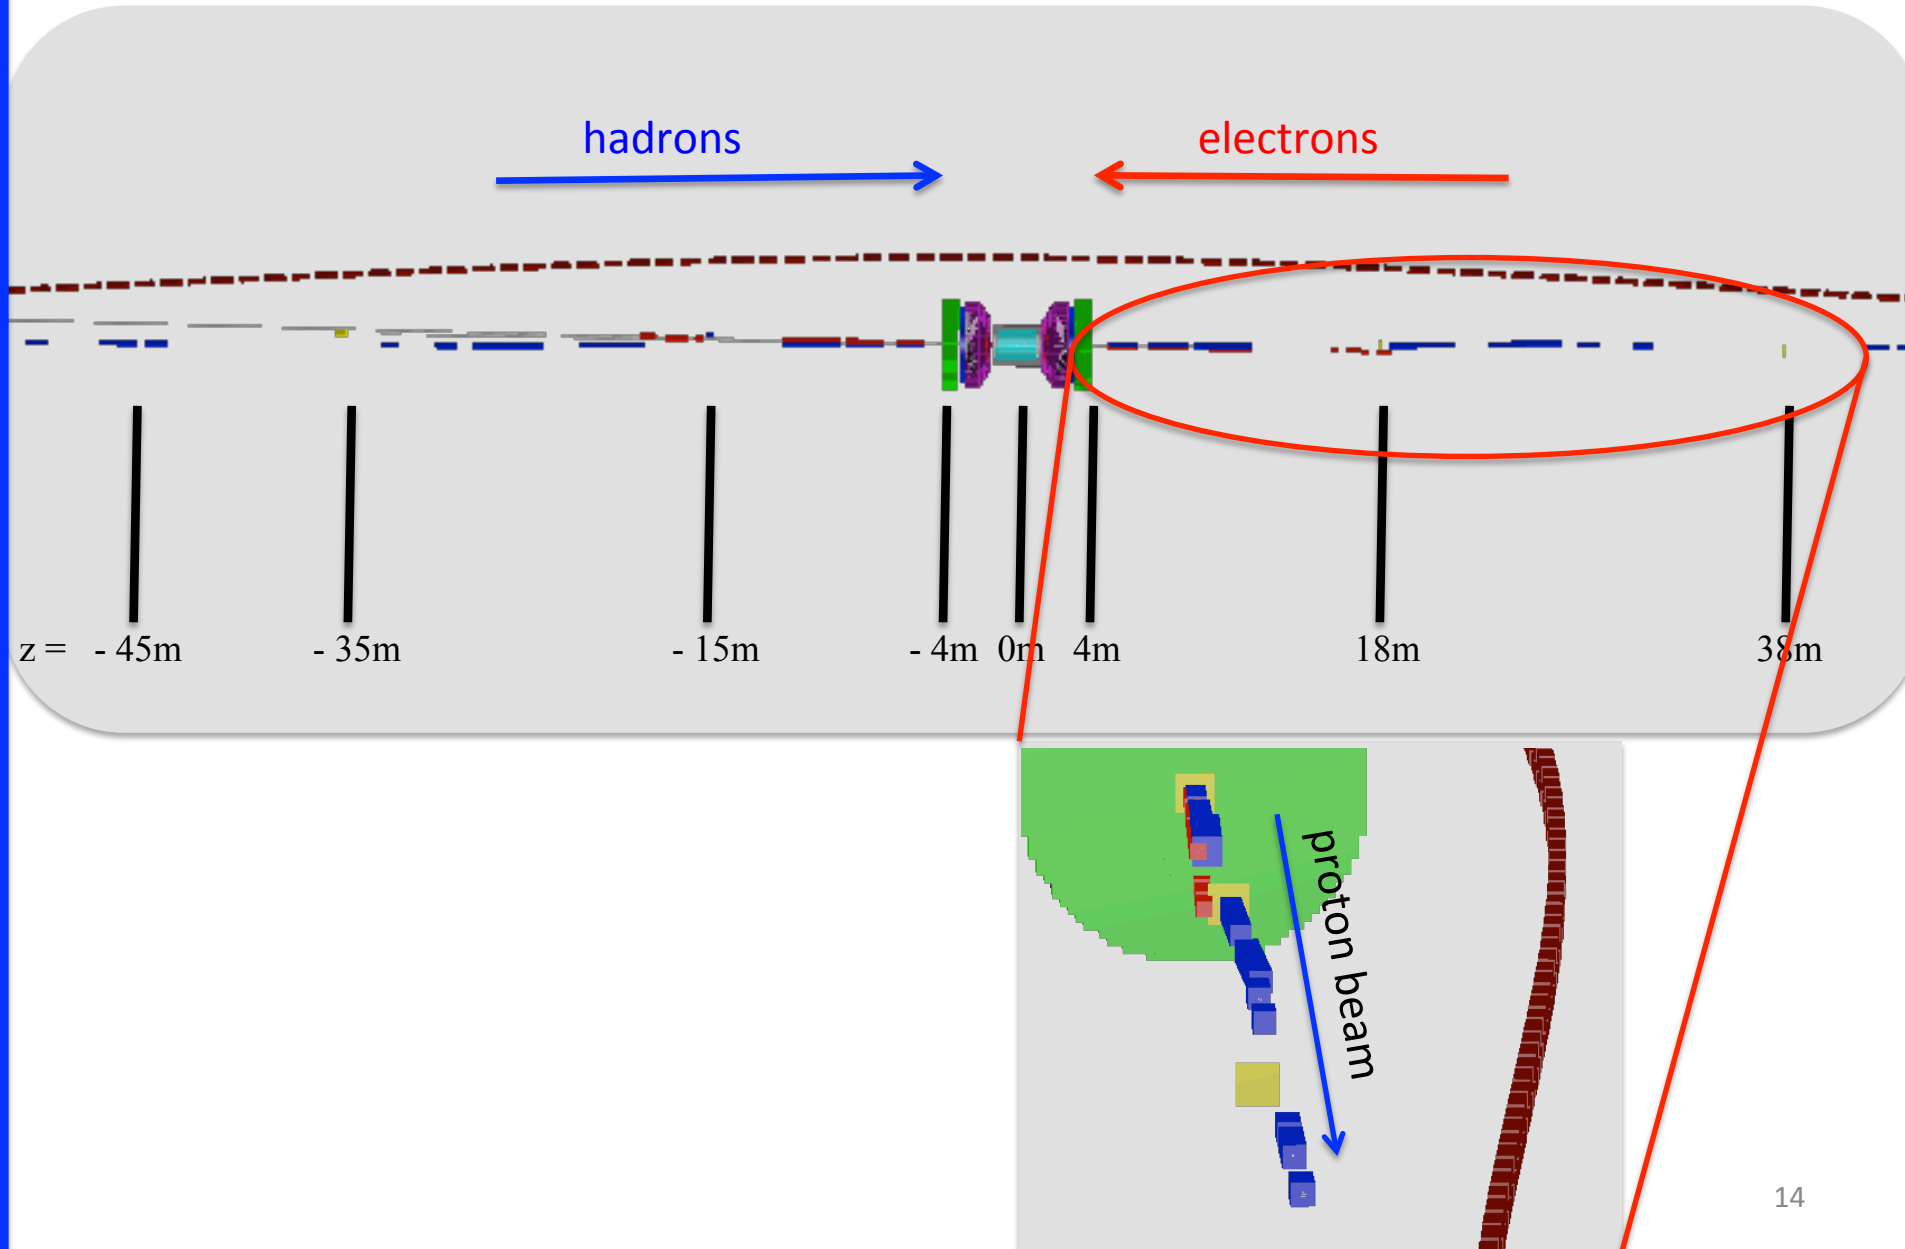 hadrons
electrons
z = - 45m - 35m - 15m - 4m 0m 4m 18m 38m
proton beam
14